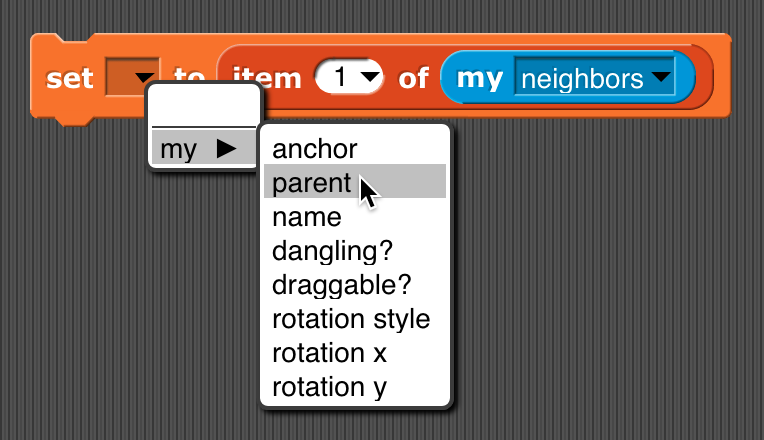 set to item 1 of my neighbors
my
anchor
parent
name
dangling?
draggable?
rotation style
rotation x
rotation y